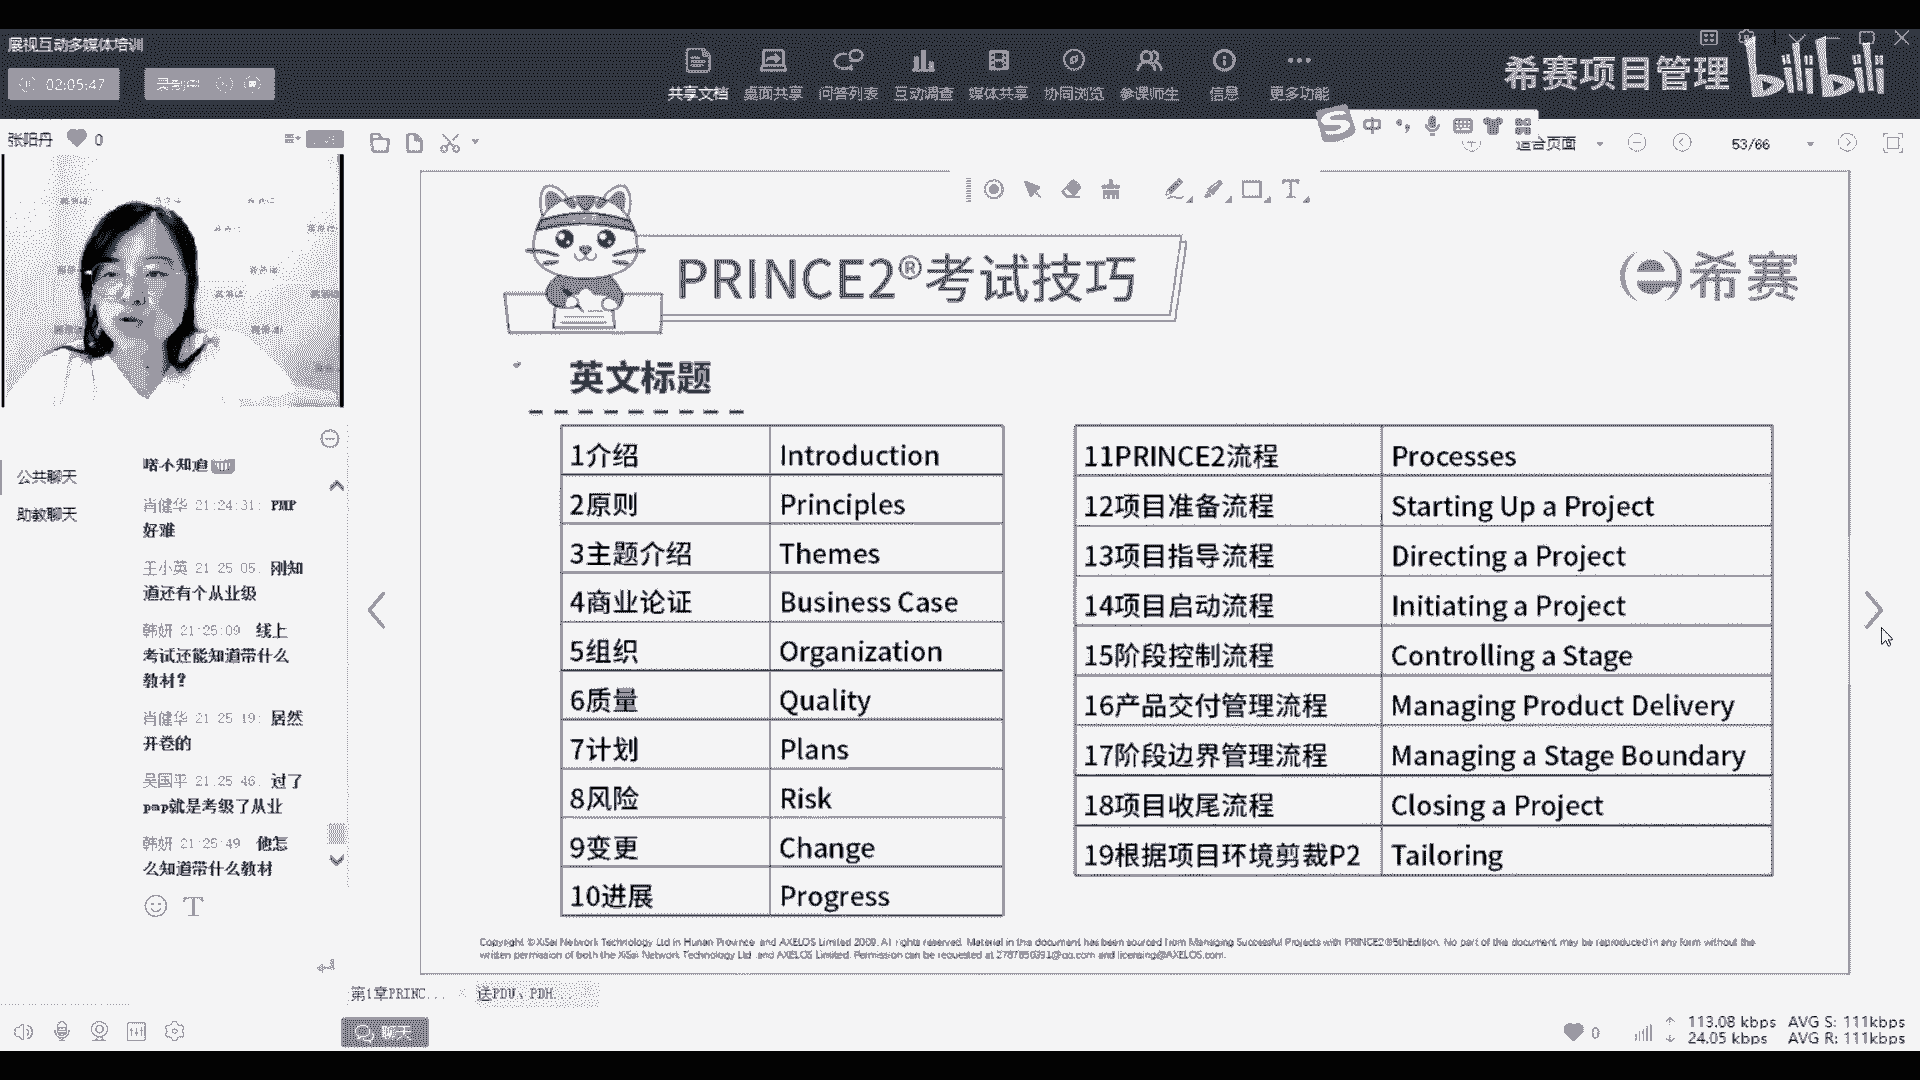 展视互动多媒体培训
02:05:47
共享文档 桌面共享 问答列表 互动调查 媒体共享 协同浏览 参课师生 信息 更多功能
希赛项目管理 bilibili
中
张阳丹 0
适合页面 53/66
PRINCE2®考试技巧
希赛
英文标题
1介绍 Introduction
2原则 Principles
3主题介绍 Themes
4商业论证 Business Case
5组织 Organization
6质量 Quality
7计划 Plans
8风险 Risk
9变更 Change
10进展 Progress
11PRINCE2流程 Processes
12项目准备流程 Starting Up a Project
13项目指导流程 Directing a Project
14项目启动流程 Initiating a Project
15阶段控制流程 Controlling a Stage
16产品交付管理流程 Managing Product Delivery
17阶段边界管理流程 Managing a Stage Boundary
18项目收尾流程 Closing a Project
19根据项目环境剪裁P2 Tailoring
Copyright © XiSai Network Technology Ltd in Hunan Province and AXELOS Limited 2009. All rights reserved. Material in this document has been sourced from Managing Successful Projects with PRINCE2®5thEdition. No part of this document may be reproduced in any form without the
written permission of both the XiSai Network Technology Ltd and AXELOS Limited. Permission can be requested at and licensing@AXELOS.com.
公共聊天
助教聊天
啥不知道
肖健华 21:24:31: PMP
好难
王小英 21:25:05: 刚知
道还有个从业级
韩妍 21:25:09: 线上
考试还能知道带什么
教材?
肖健华 21:25:19: 居然
开卷的
吴国平 21:25:46: 过了
pmp就是考级了从业
韩妍 21:25:49: 他怎
么知道带什么教材
第1章PRINC... 送PDU、PDH...
聊天
0
113.08 kbps AVG S: 111kbps
24.05 kbps AVG R: 111kbps